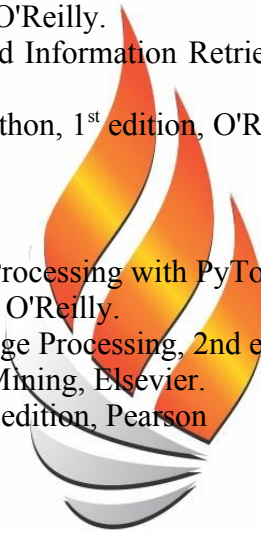 O'Reilly.
d Information Retrie
thon, 1st edition, O'R
Processing with PyTo
O'Reilly.
ge Processing, 2nd e
Mining, Elsevier.
edition, Pearson